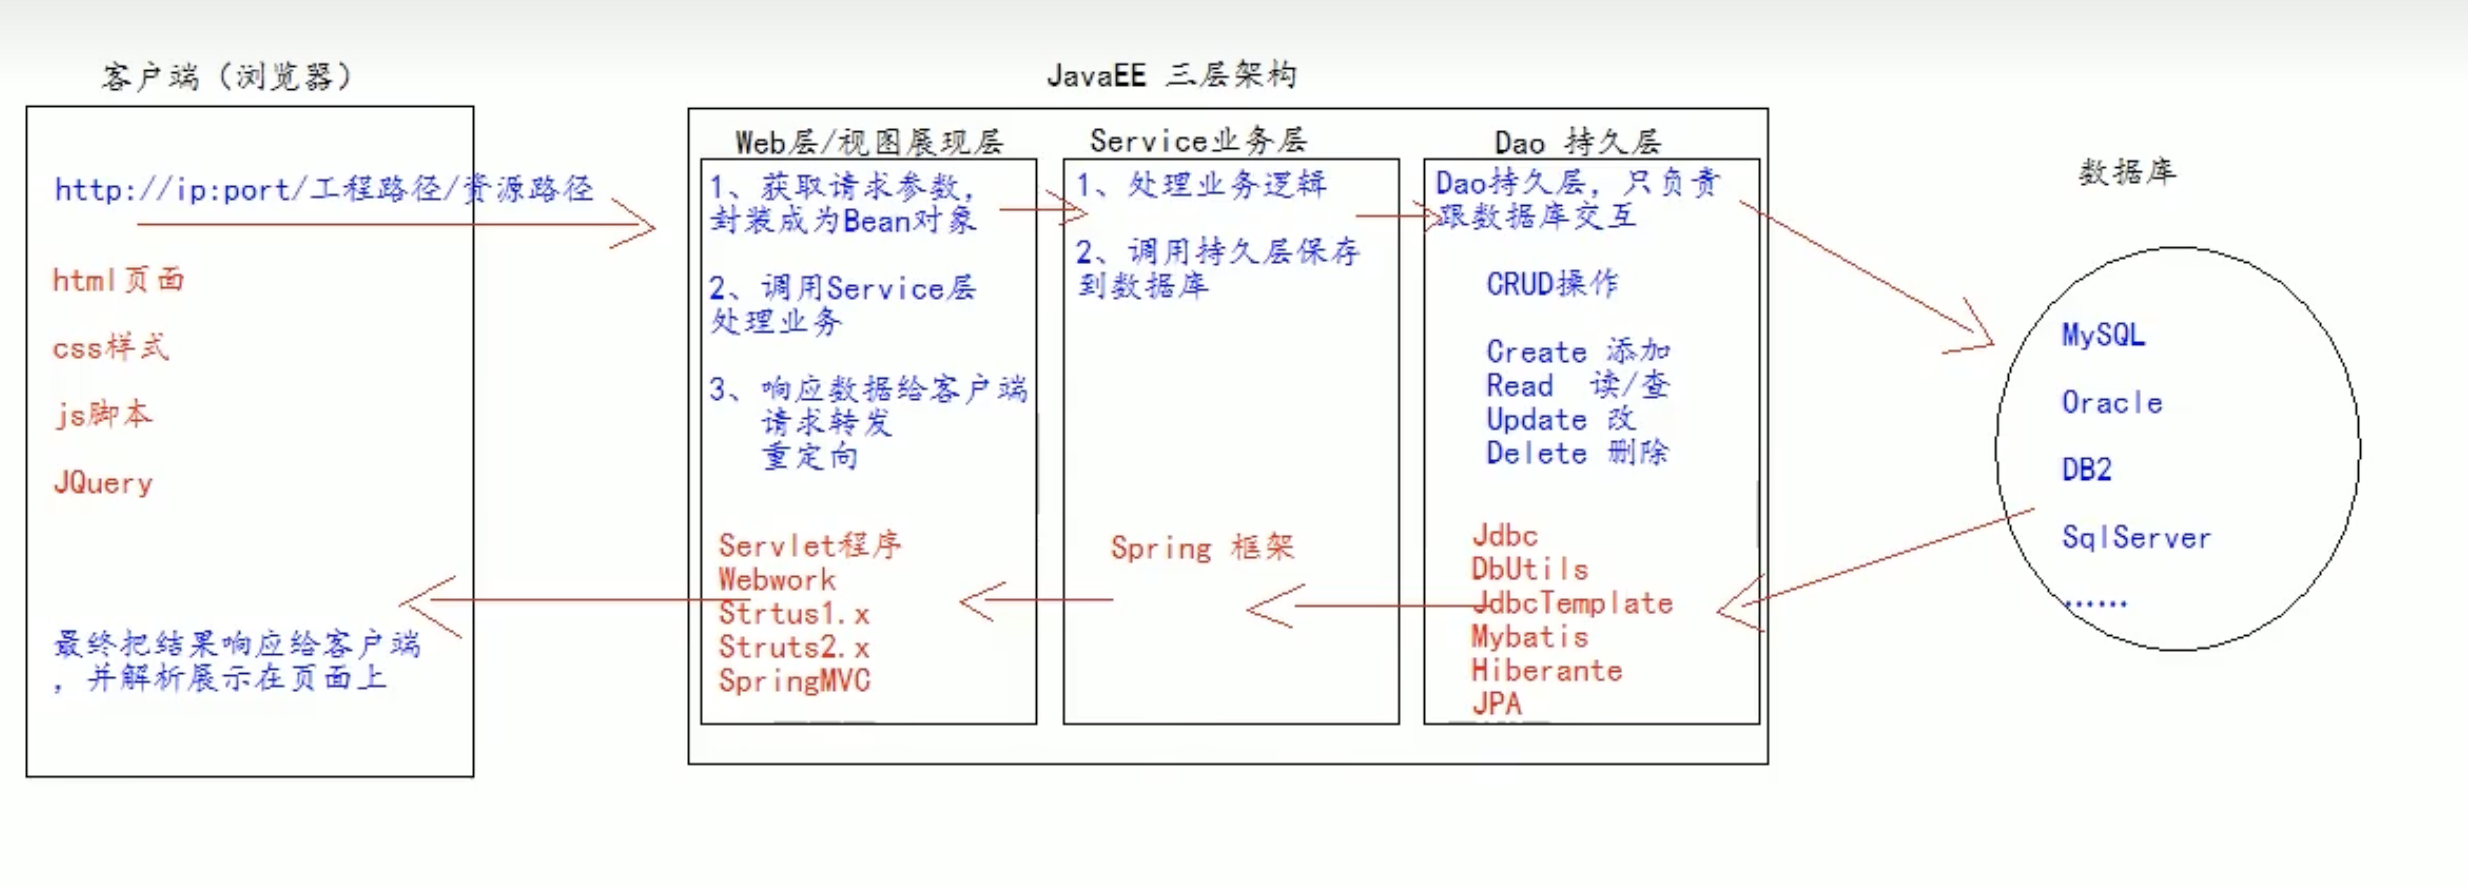 客户端（浏览器）
http://ip:port/工程路径/资源路径
html页面
css样式
js脚本
JQuery
最终把结果响应给客户端
，并解析展示在页面上
JavaEE 三层架构
Web层/视图展现层
1、获取请求参数，
封装成为Bean对象
2、调用Service层
处理业务
3、响应数据给客户端
请求转发
重定向
Servlet程序
Webwork
Strtus1.x
Struts2.x
SpringMVC
Service业务层
1、处理业务逻辑
2、调用持久层保存
到数据库
Spring 框架
Dao 持久层
Dao持久层，只负责
跟数据库交互
CRUD操作
Create 添加
Read 读/查
Update 改
Delete 删除
Jdbc
DbUtils
JdbcTemplate
Mybatis
Hiberante
JPA
数据库
MySQL
Oracle
DB2
SqlServer
......